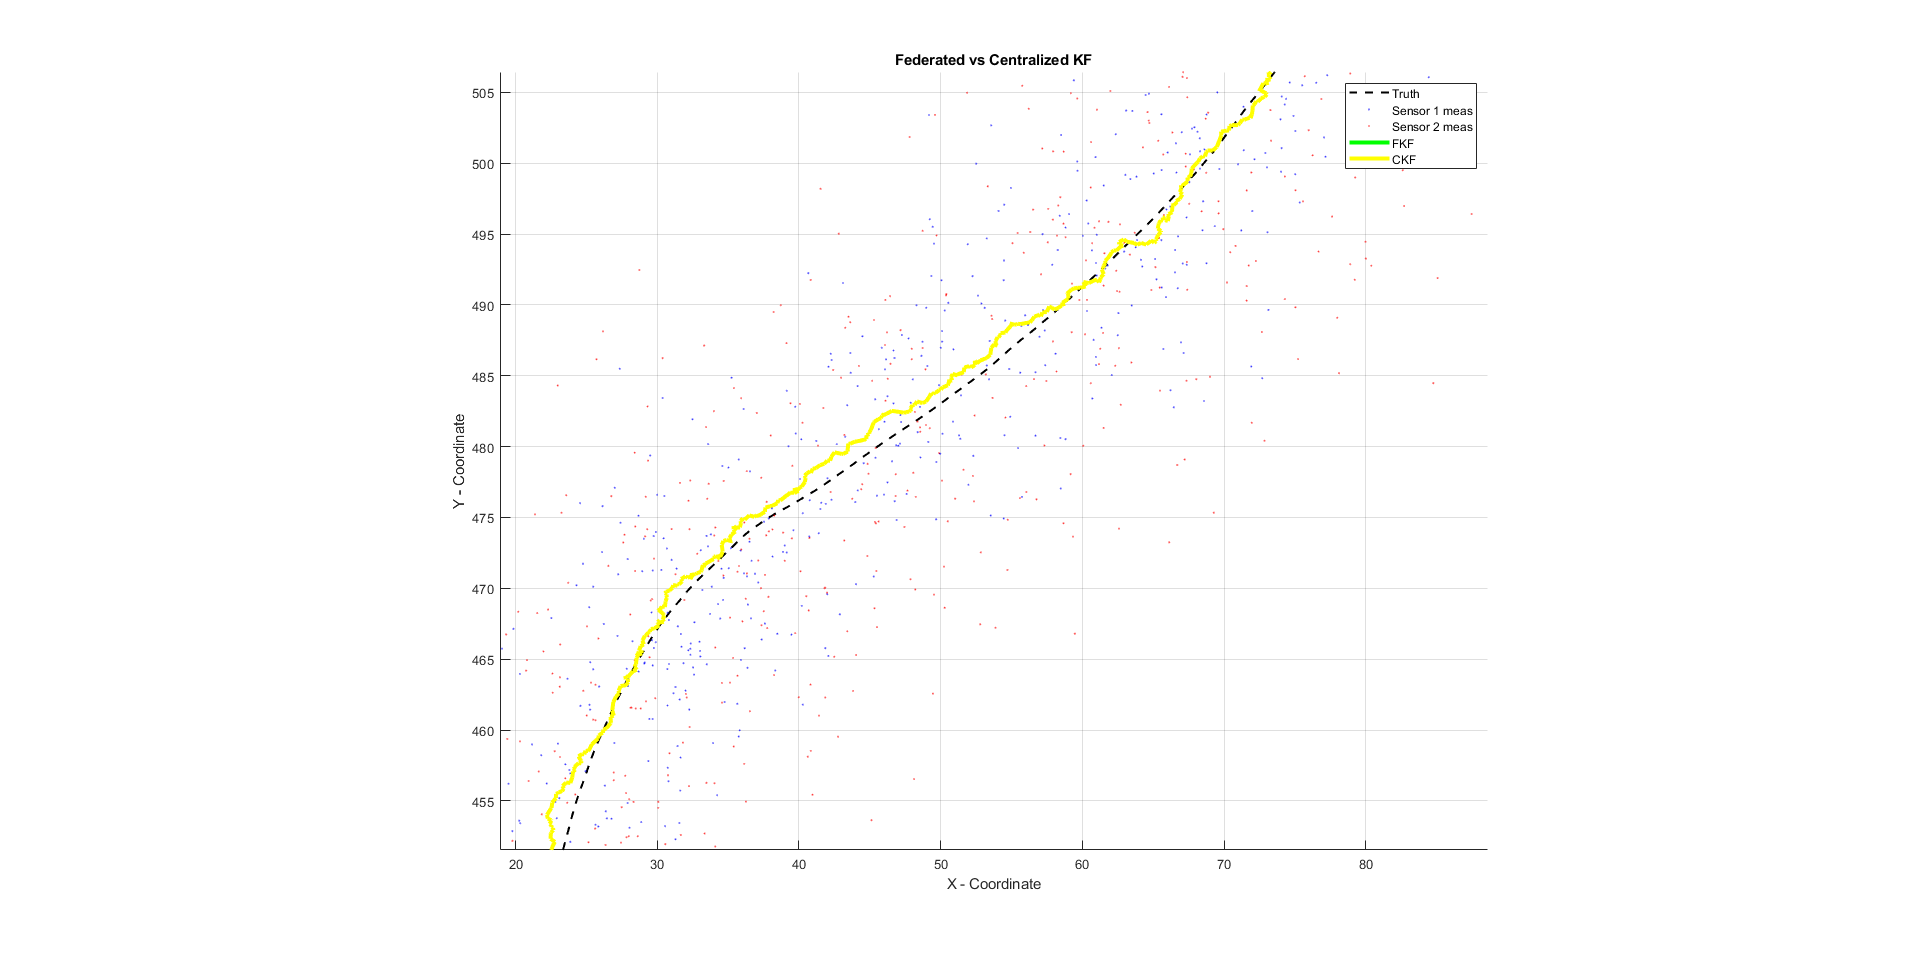 Federated vs Centralized KF
Truth
Sensor 1 meas
Sensor 2 meas
FKF
CKF
505
500
495
490
485
480
475
470
465
460
455
Y - Coordinate
20 30 40 50 60 70 80
X - Coordinate